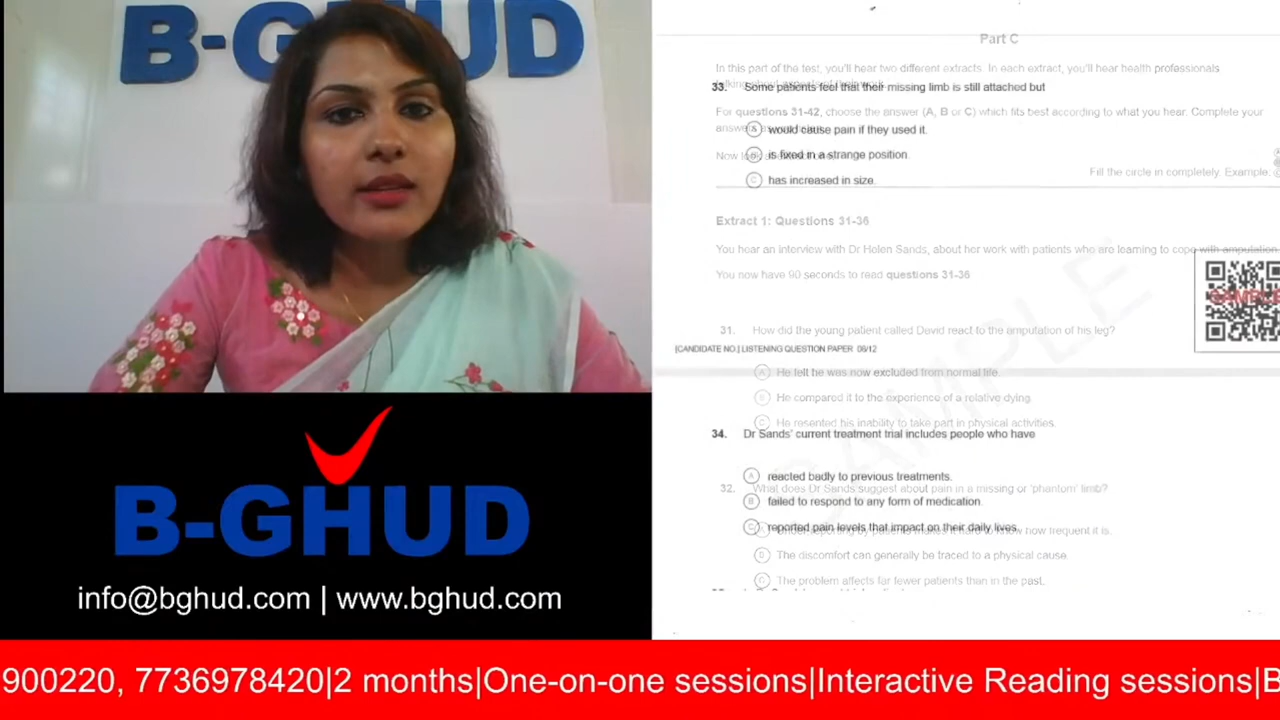 B-GHUD
B-GHUD
info@bghud.com | www.bghud.com
900220, 7736978420|2 months|One-on-one sessions|Interactive Reading sessions|B
Part C
In this part of the test, you'll hear two different extracts. In each extract, you'll hear health professionals
33. Some patients feel that their missing limb is still attached but
For questions 31-42, choose the answer (A, B or C) which fits best according to what you hear. Complete your
A would cause pain if they used it.
B is fixed in a strange position.
Fill the circle in completely. Example:
C has increased in size.
Extract 1: Questions 31-36
You hear an interview with Dr Helen Sands, about her work with patients who are learning to cope with amputation
You now have 90 seconds to read questions 31-36
SAMPLE
31. How did the young patient called David react to the amputation of his leg?
[CANDIDATE NO.] LISTENING QUESTION PAPER 06/12
A He felt he was now excluded from normal life.
B He compared it to the experience of a relative dying.
C He resented his inability to take part in physical activities.
34. Dr Sands' current treatment trial includes people who have
A reacted badly to previous treatments.
32. What does Dr Sands suggest about pain in a missing or 'phantom' limb?
B failed to respond to any form of medication.
C reported pain levels that impact on their daily lives.
how frequent it is.
B The discomfort can generally be traced to a physical cause.
C The problem affects far fewer patients than in the past.
SAMPLE